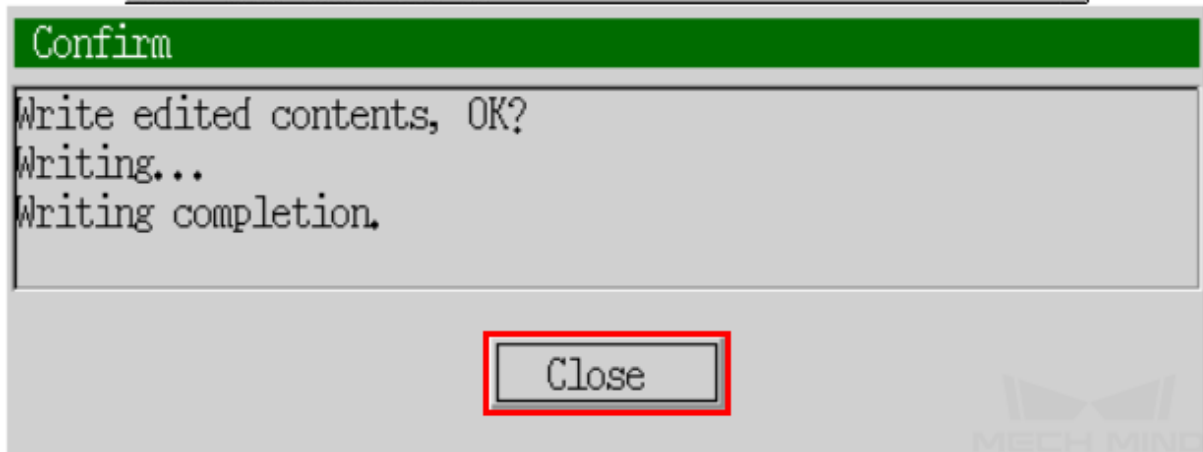 Confirm
Write edited contents, OK?
Writing...
Writing completion.
Close
MECH MIND